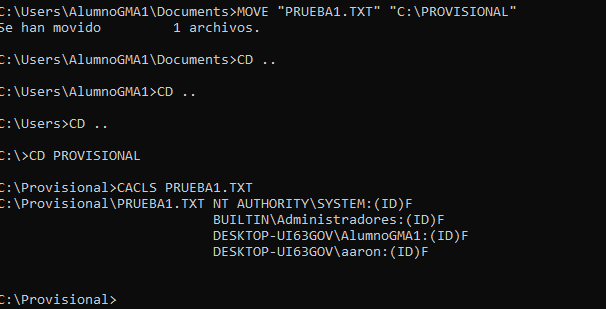 C:\Users\AlumnoGMA1\Documents>MOVE "PRUEBA1.TXT" "C:\PROVISIONAL"
Se han movido         1 archivos.
C:\Users\AlumnoGMA1\Documents>CD ..
C:\Users\AlumnoGMA1>CD ..
C:\Users>CD ..
C:\>CD PROVISIONAL
C:\Provisional>CACLS PRUEBA1.TXT
C:\Provisional\PRUEBA1.TXT NT AUTHORITY\SYSTEM:(ID)F
BUILTIN\Administradores:(ID)F
DESKTOP-UI63GOV\AlumnoGMA1:(ID)F
DESKTOP-UI63GOV\aaron:(ID)F
C:\Provisional>